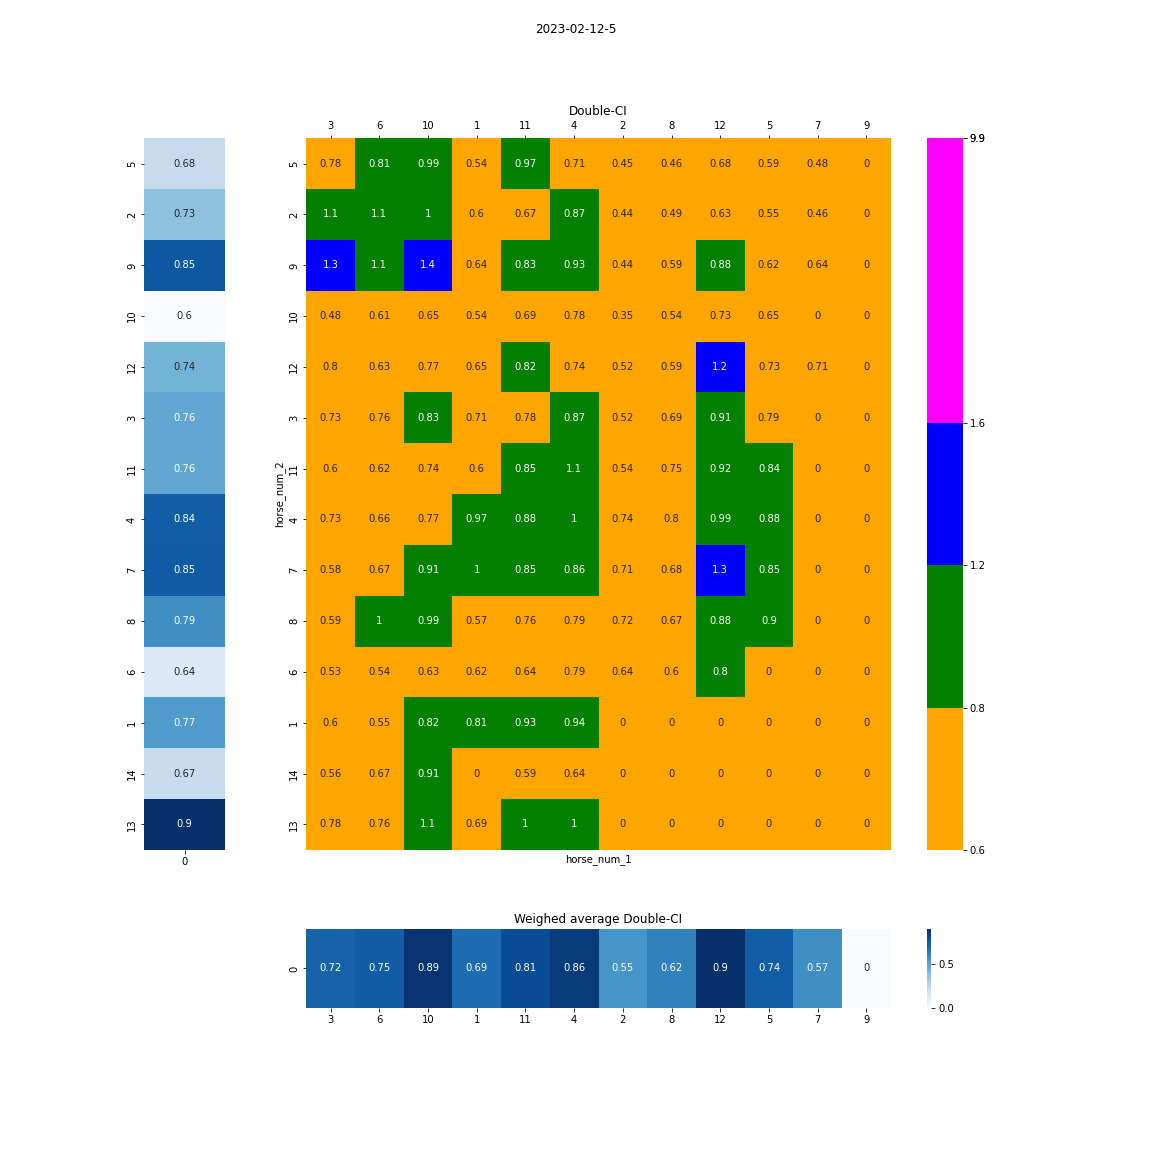 2023-02-12-5
Double-CI
3 6 10 1 11 4 2 8 12 5 7 9
5 0.68 5 0.78 0.81 0.99 0.54 0.97 0.71 0.45 0.46 0.68 0.59 0.48 0 9.9
2 0.73 2 1.1 1.1 1 0.6 0.67 0.87 0.44 0.49 0.63 0.55 0.46 0
9 0.85 9 1.3 1.1 1.4 0.64 0.83 0.93 0.44 0.59 0.88 0.62 0.64 0
10 0.6 10 0.48 0.61 0.65 0.54 0.69 0.78 0.35 0.54 0.73 0.65 0 0
12 0.74 12 0.8 0.63 0.77 0.65 0.82 0.74 0.52 0.59 1.2 0.73 0.71 0
3 0.76 3 0.73 0.76 0.83 0.71 0.78 0.87 0.52 0.69 0.91 0.79 0 0 1.6
11 0.76 11 0.6 0.62 0.74 0.6 0.85 1.1 0.54 0.75 0.92 0.84 0 0
horse_num_2
4 0.84 4 0.73 0.66 0.77 0.97 0.88 1 0.74 0.8 0.99 0.88 0 0
7 0.85 7 0.58 0.67 0.91 1 0.85 0.86 0.71 0.68 1.3 0.85 0 0 1.2
8 0.79 8 0.59 1 0.99 0.57 0.76 0.79 0.72 0.67 0.88 0.9 0 0
6 0.64 6 0.53 0.54 0.63 0.62 0.64 0.79 0.64 0.6 0.8 0 0 0
1 0.77 1 0.6 0.55 0.82 0.81 0.93 0.94 0 0 0 0 0 0 0.8
14 0.67 14 0.56 0.67 0.91 0 0.59 0.64 0 0 0 0 0 0
13 0.9 13 0.78 0.76 1.1 0.69 1 1 0 0 0 0 0 0 0.6
0 horse_num_1
Weighed average Double-CI
0 0.72 0.75 0.89 0.69 0.81 0.86 0.55 0.62 0.9 0.74 0.57 0 0.5
0.0
3 6 10 1 11 4 2 8 12 5 7 9